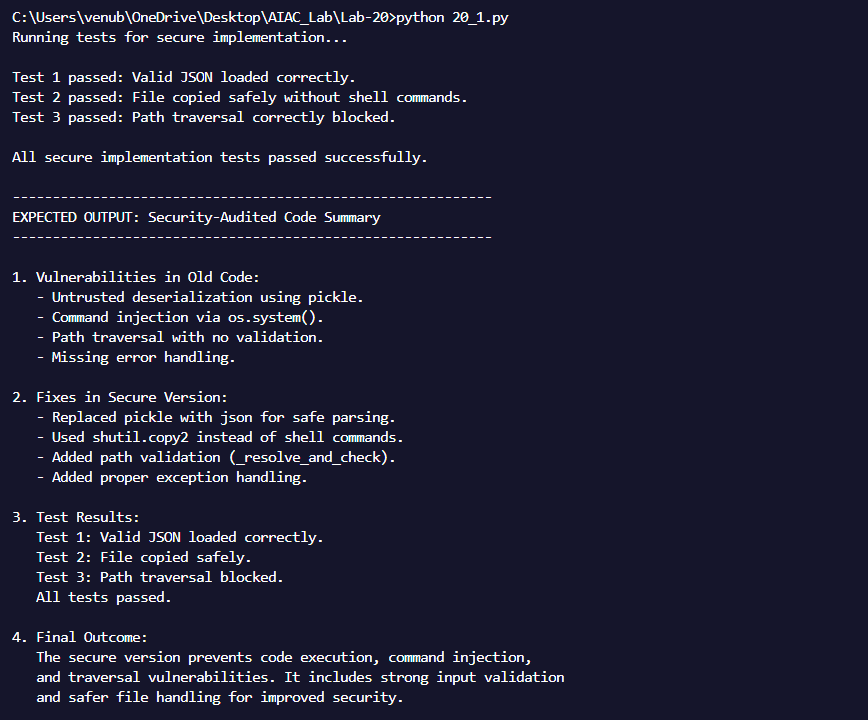 C:\Users\venub\OneDrive\Desktop\AIAC_Lab\Lab-20>python 20_1.py
Running tests for secure implementation...
Test 1 passed: Valid JSON loaded correctly.
Test 2 passed: File copied safely without shell commands.
Test 3 passed: Path traversal correctly blocked.
All secure implementation tests passed successfully.
------------------------------------------------------------
EXPECTED OUTPUT: Security-Audited Code Summary
------------------------------------------------------------
1. Vulnerabilities in Old Code:
   - Untrusted deserialization using pickle.
   - Command injection via os.system().
   - Path traversal with no validation.
   - Missing error handling.
2. Fixes in Secure Version:
   - Replaced pickle with json for safe parsing.
   - Used shutil.copy2 instead of shell commands.
   - Added path validation (_resolve_and_check).
   - Added proper exception handling.
3. Test Results:
   Test 1: Valid JSON loaded correctly.
   Test 2: File copied safely.
   Test 3: Path traversal blocked.
   All tests passed.
4. Final Outcome:
   The secure version prevents code execution, command injection,
   and traversal vulnerabilities. It includes strong input validation
   and safer file handling for improved security.